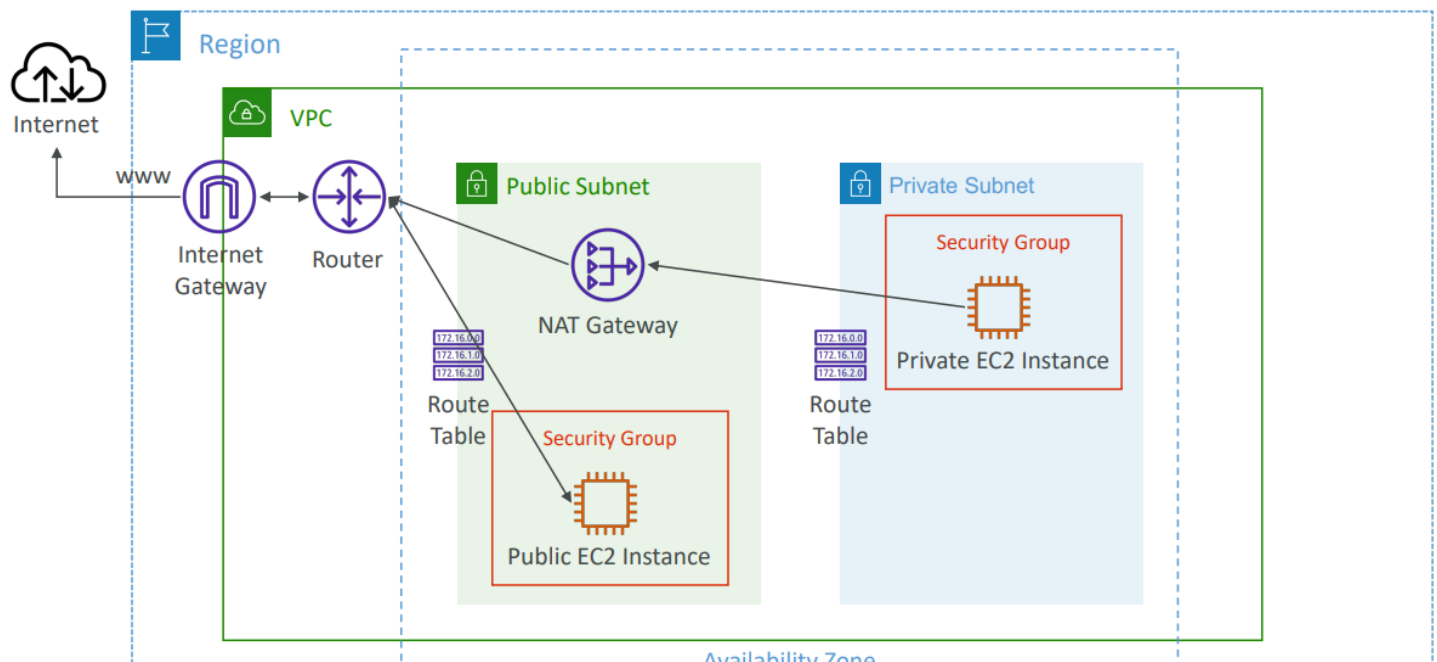 Region
Internet
VPC
www
Internet
Gateway
Router
Public Subnet
NAT Gateway
172.16.0.0
172.16.1.0
172.16.2.0
Route
Table
Security Group
Public EC2 Instance
Private Subnet
Security Group
Private EC2 Instance
172.16.0.0
172.16.1.0
172.16.2.0
Route
Table
Availability Zone